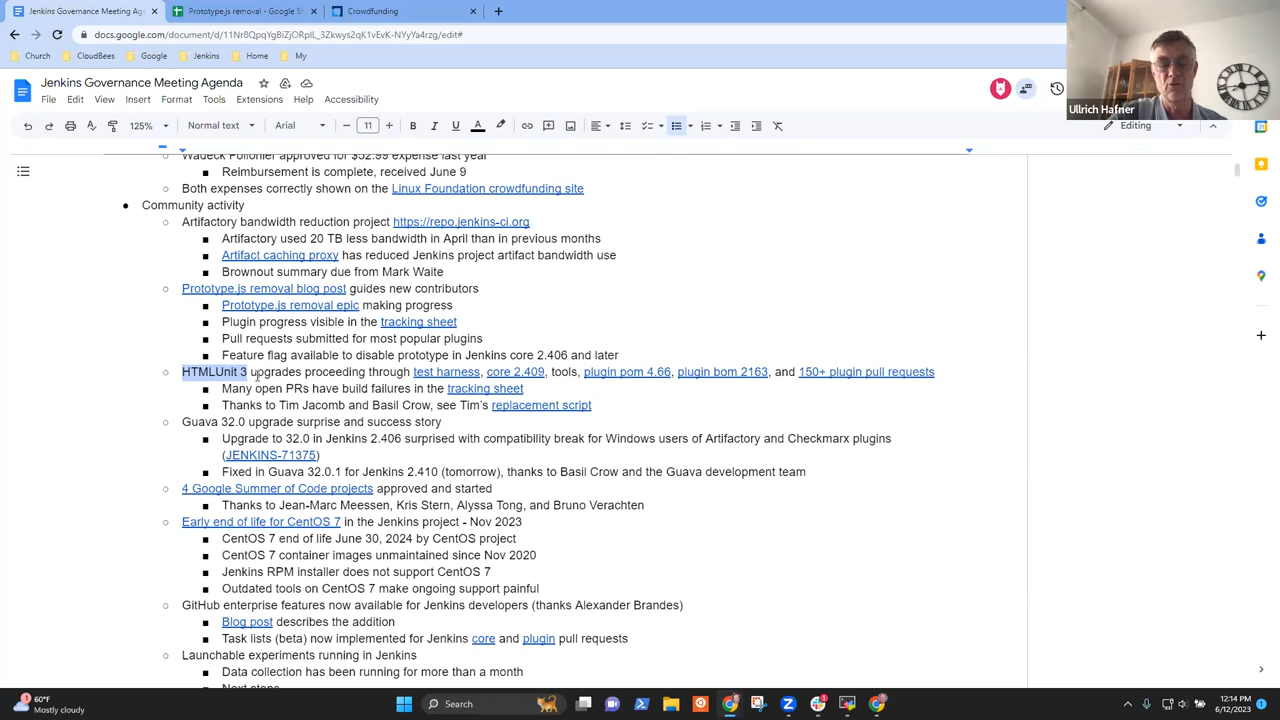 Jenkins Governance Meeting Age
Prototype.js removal - Google Shee
Crowdfunding
docs.google.com/document/d/11Nr8QpqYgBiZjORpIL_3Zkwys2qK1vEvK-NYyYa4rzg/edit#
Church
CloudBees
Google
Jenkins
Home
My
Jenkins Governance Meeting Agenda
File Edit View Insert Format Tools Extensions Help Accessibility
125% Normal text Arial 11 Editing
Ullrich Hafner
Wadeck Follonier approved for $52.99 expense last year
Reimbursement is complete, received June 9
Both expenses correctly shown on the Linux Foundation crowdfunding site
Community activity
Artifactory bandwidth reduction project https://repo.jenkins-ci.org
Artifactory used 20 TB less bandwidth in April than in previous months
Artifact caching proxy has reduced Jenkins project artifact bandwidth use
Brownout summary due from Mark Waite
Prototype.js removal blog post guides new contributors
Prototype.js removal epic making progress
Plugin progress visible in the tracking sheet
Pull requests submitted for most popular plugins
Feature flag available to disable prototype in Jenkins core 2.406 and later
HTMLUnit 3 upgrades proceeding through test harness, core 2.409, tools, plugin pom 4.66, plugin bom 2163, and 150+ plugin pull requests
Many open PRs have build failures in the tracking sheet
Thanks to Tim Jacomb and Basil Crow, see Tim's replacement script
Guava 32.0 upgrade surprise and success story
Upgrade to 32.0 in Jenkins 2.406 surprised with compatibility break for Windows users of Artifactory and Checkmarx plugins
(JENKINS-71375)
Fixed in Guava 32.0.1 for Jenkins 2.410 (tomorrow), thanks to Basil Crow and the Guava development team
4 Google Summer of Code projects approved and started
Thanks to Jean-Marc Meessen, Kris Stern, Alyssa Tong, and Bruno Verachten
Early end of life for CentOS 7 in the Jenkins project - Nov 2023
CentOS 7 end of life June 30, 2024 by CentOS project
CentOS 7 container images unmaintained since Nov 2020
Jenkins RPM installer does not support CentOS 7
Outdated tools on CentOS 7 make ongoing support painful
GitHub enterprise features now available for Jenkins developers (thanks Alexander Brandes)
Blog post describes the addition
Task lists (beta) now implemented for Jenkins core and plugin pull requests
Launchable experiments running in Jenkins
Data collection has been running for more than a month
Next steps
60°F
Mostly cloudy
Search
12:14 PM
6/12/2023